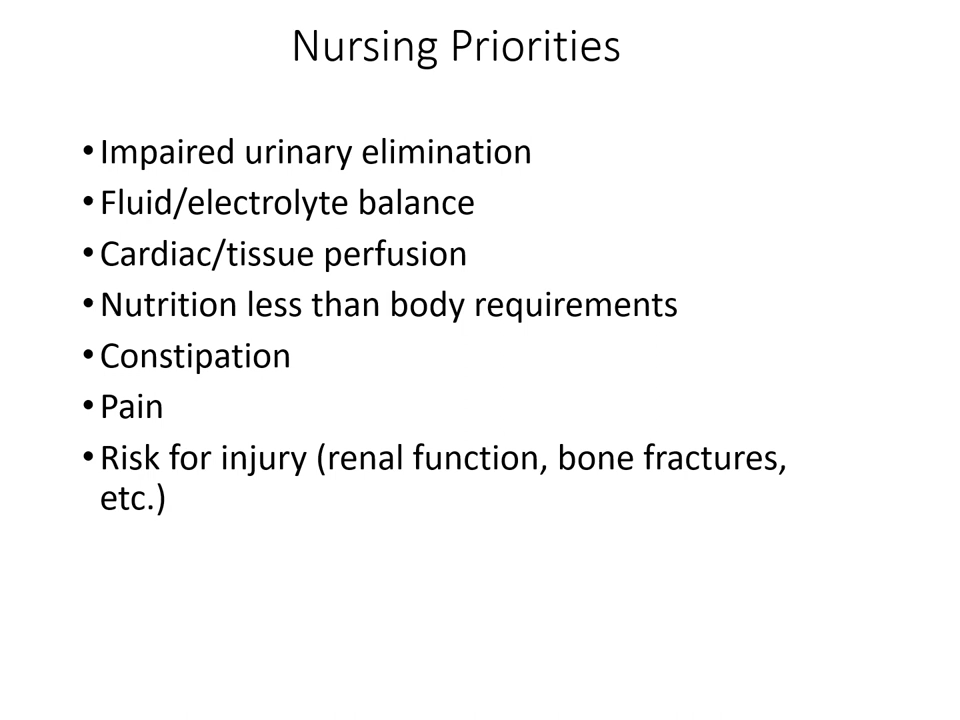 Nursing Priorities
•Impaired urinary elimination
•Fluid/electrolyte balance
•Cardiac/tissue perfusion
•Nutrition less than body requirements
•Constipation
•Pain
•Risk for injury (renal function, bone fractures,
etc.)